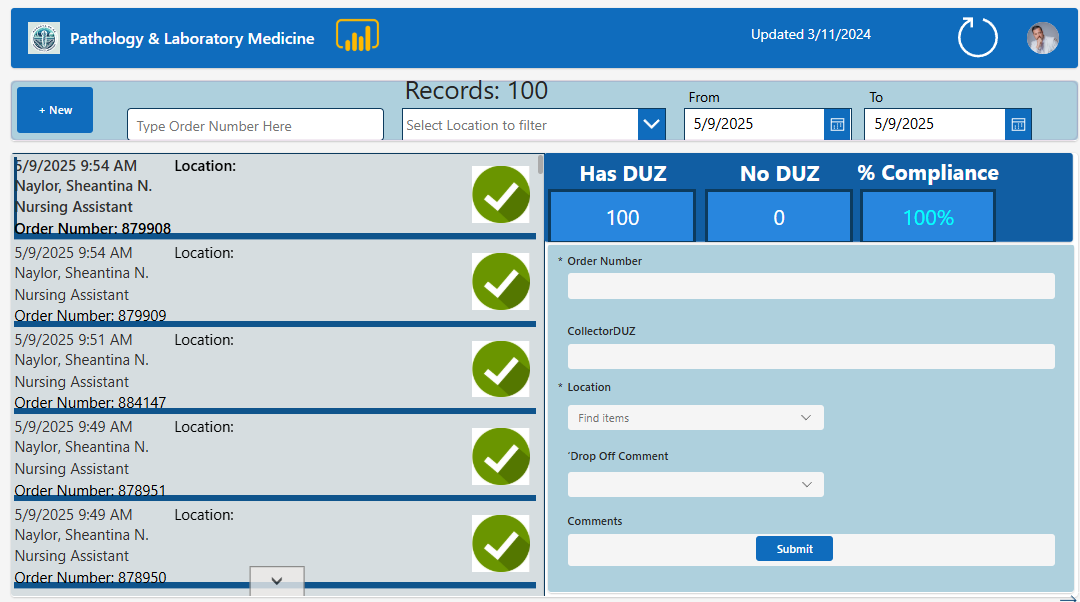 Pathology & Laboratory Medicine
Updated 3/11/2024
+ New
Type Order Number Here
Records: 100
Select Location to filter
From
5/9/2025
To
5/9/2025
5/9/2025 9:54 AM
Location:
Naylor, Sheantina N.
Nursing Assistant
Order Number: 879908
5/9/2025 9:54 AM
Location:
Naylor, Sheantina N.
Nursing Assistant
Order Number: 879909
5/9/2025 9:51 AM
Location:
Naylor, Sheantina N.
Nursing Assistant
Order Number: 884147
5/9/2025 9:49 AM
Location:
Naylor, Sheantina N.
Nursing Assistant
Order Number: 878951
5/9/2025 9:49 AM
Location:
Naylor, Sheantina N.
Nursing Assistant
Order Number: 878950
Has DUZ
No DUZ
% Compliance
100
0
100%
* Order Number
CollectorDUZ
* Location
Find items
*Drop Off Comment
Comments
Submit